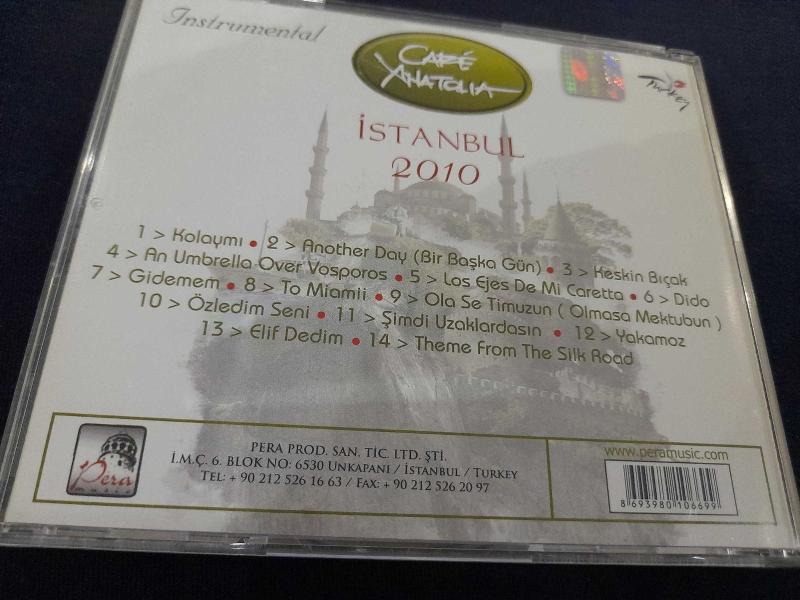 Instrumental
CAFÉ
ANATOLIA
Turkey
İSTANBUL
2010
1 > Kolaymı • 2 > Another Day (Bir Başka Gün) • 3 > Keskin Bıçak
4 > An Umbrella Over Vosporos • 5 > Los Ejes De Mi Caretta • 6 > Dido
7 > Gidemem • 8 > To Miamli • 9 > Ola Se Timuzun ( Olmasa Mektubun )
10 > Özledim Seni • 11 > Şimdi Uzaklardasın • 12 > Yakamoz
13 > Elif Dedim • 14 > Theme From The Silk Road
Pera
PERA PROD. SAN. TİC. LTD. ŞTİ.
İ.M.Ç. 6. BLOK NO: 6530 UNKAPANI / İSTANBUL / TURKEY
TEL: + 90 212 526 16 63 / FAX: + 90 212 526 20 97
www.peramusic.com
8 693980 106699